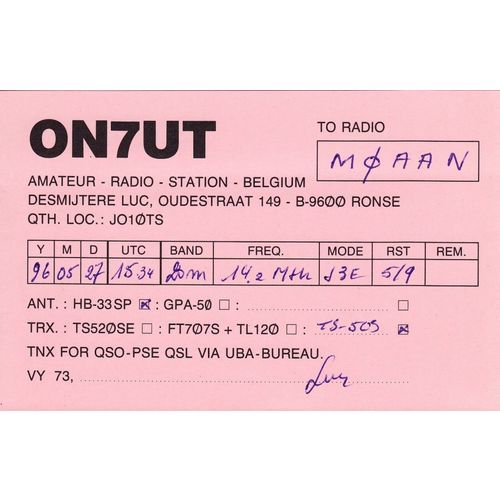 ON7UT
TO RADIO
MØAAN
AMATEUR - RADIO - STATION - BELGIUM
DESMIJTERE LUC, OUDESTRAAT 149 - B-96ØØ RONSE
QTH. LOC.: JO1ØTS
Y M D UTC BAND FREQ. MODE RST REM.
96 05 27 1534 20m 14,2 MHz J3E 5/9
ANT. : HB-33SP ☒ : GPA-5Ø ☐ : ☐
TRX. : TS52ØSE ☐ : FT7Ø7S + TL12Ø ☐ : TS-50S ☒
TNX FOR QSO-PSE QSL VIA UBA-BUREAU.
VY 73, Luc